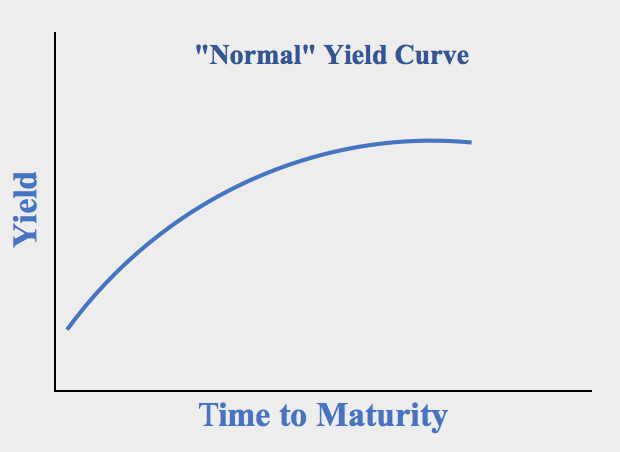 "Normal" Yield Curve
Yield
Time to Maturity